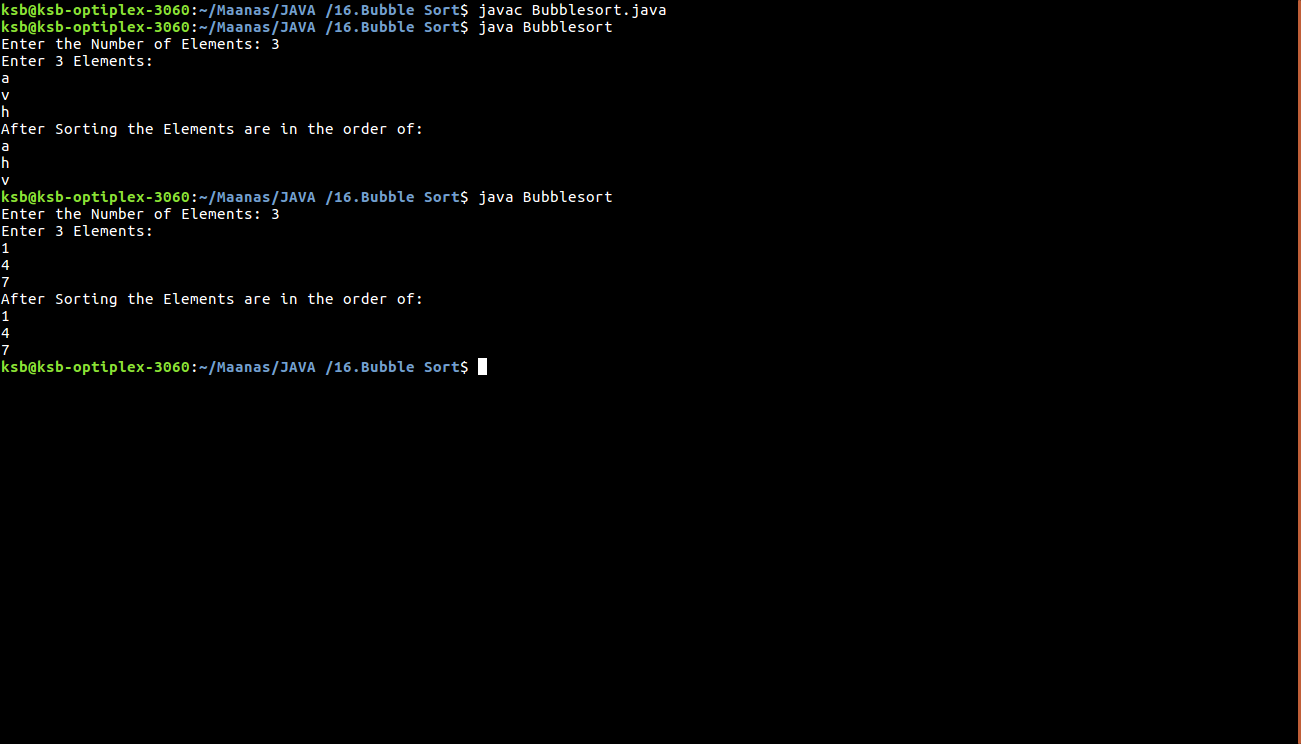 ksb@ksb-optiplex-3060:~/Maanas/JAVA /16.Bubble Sort$ javac Bubblesort.java
ksb@ksb-optiplex-3060:~/Maanas/JAVA /16.Bubble Sort$ java Bubblesort
Enter the Number of Elements: 3
Enter 3 Elements:
a
v
h
After Sorting the Elements are in the order of:
a
h
v
ksb@ksb-optiplex-3060:~/Maanas/JAVA /16.Bubble Sort$ java Bubblesort
Enter the Number of Elements: 3
Enter 3 Elements:
1
4
7
After Sorting the Elements are in the order of:
1
4
7
ksb@ksb-optiplex-3060:~/Maanas/JAVA /16.Bubble Sort$